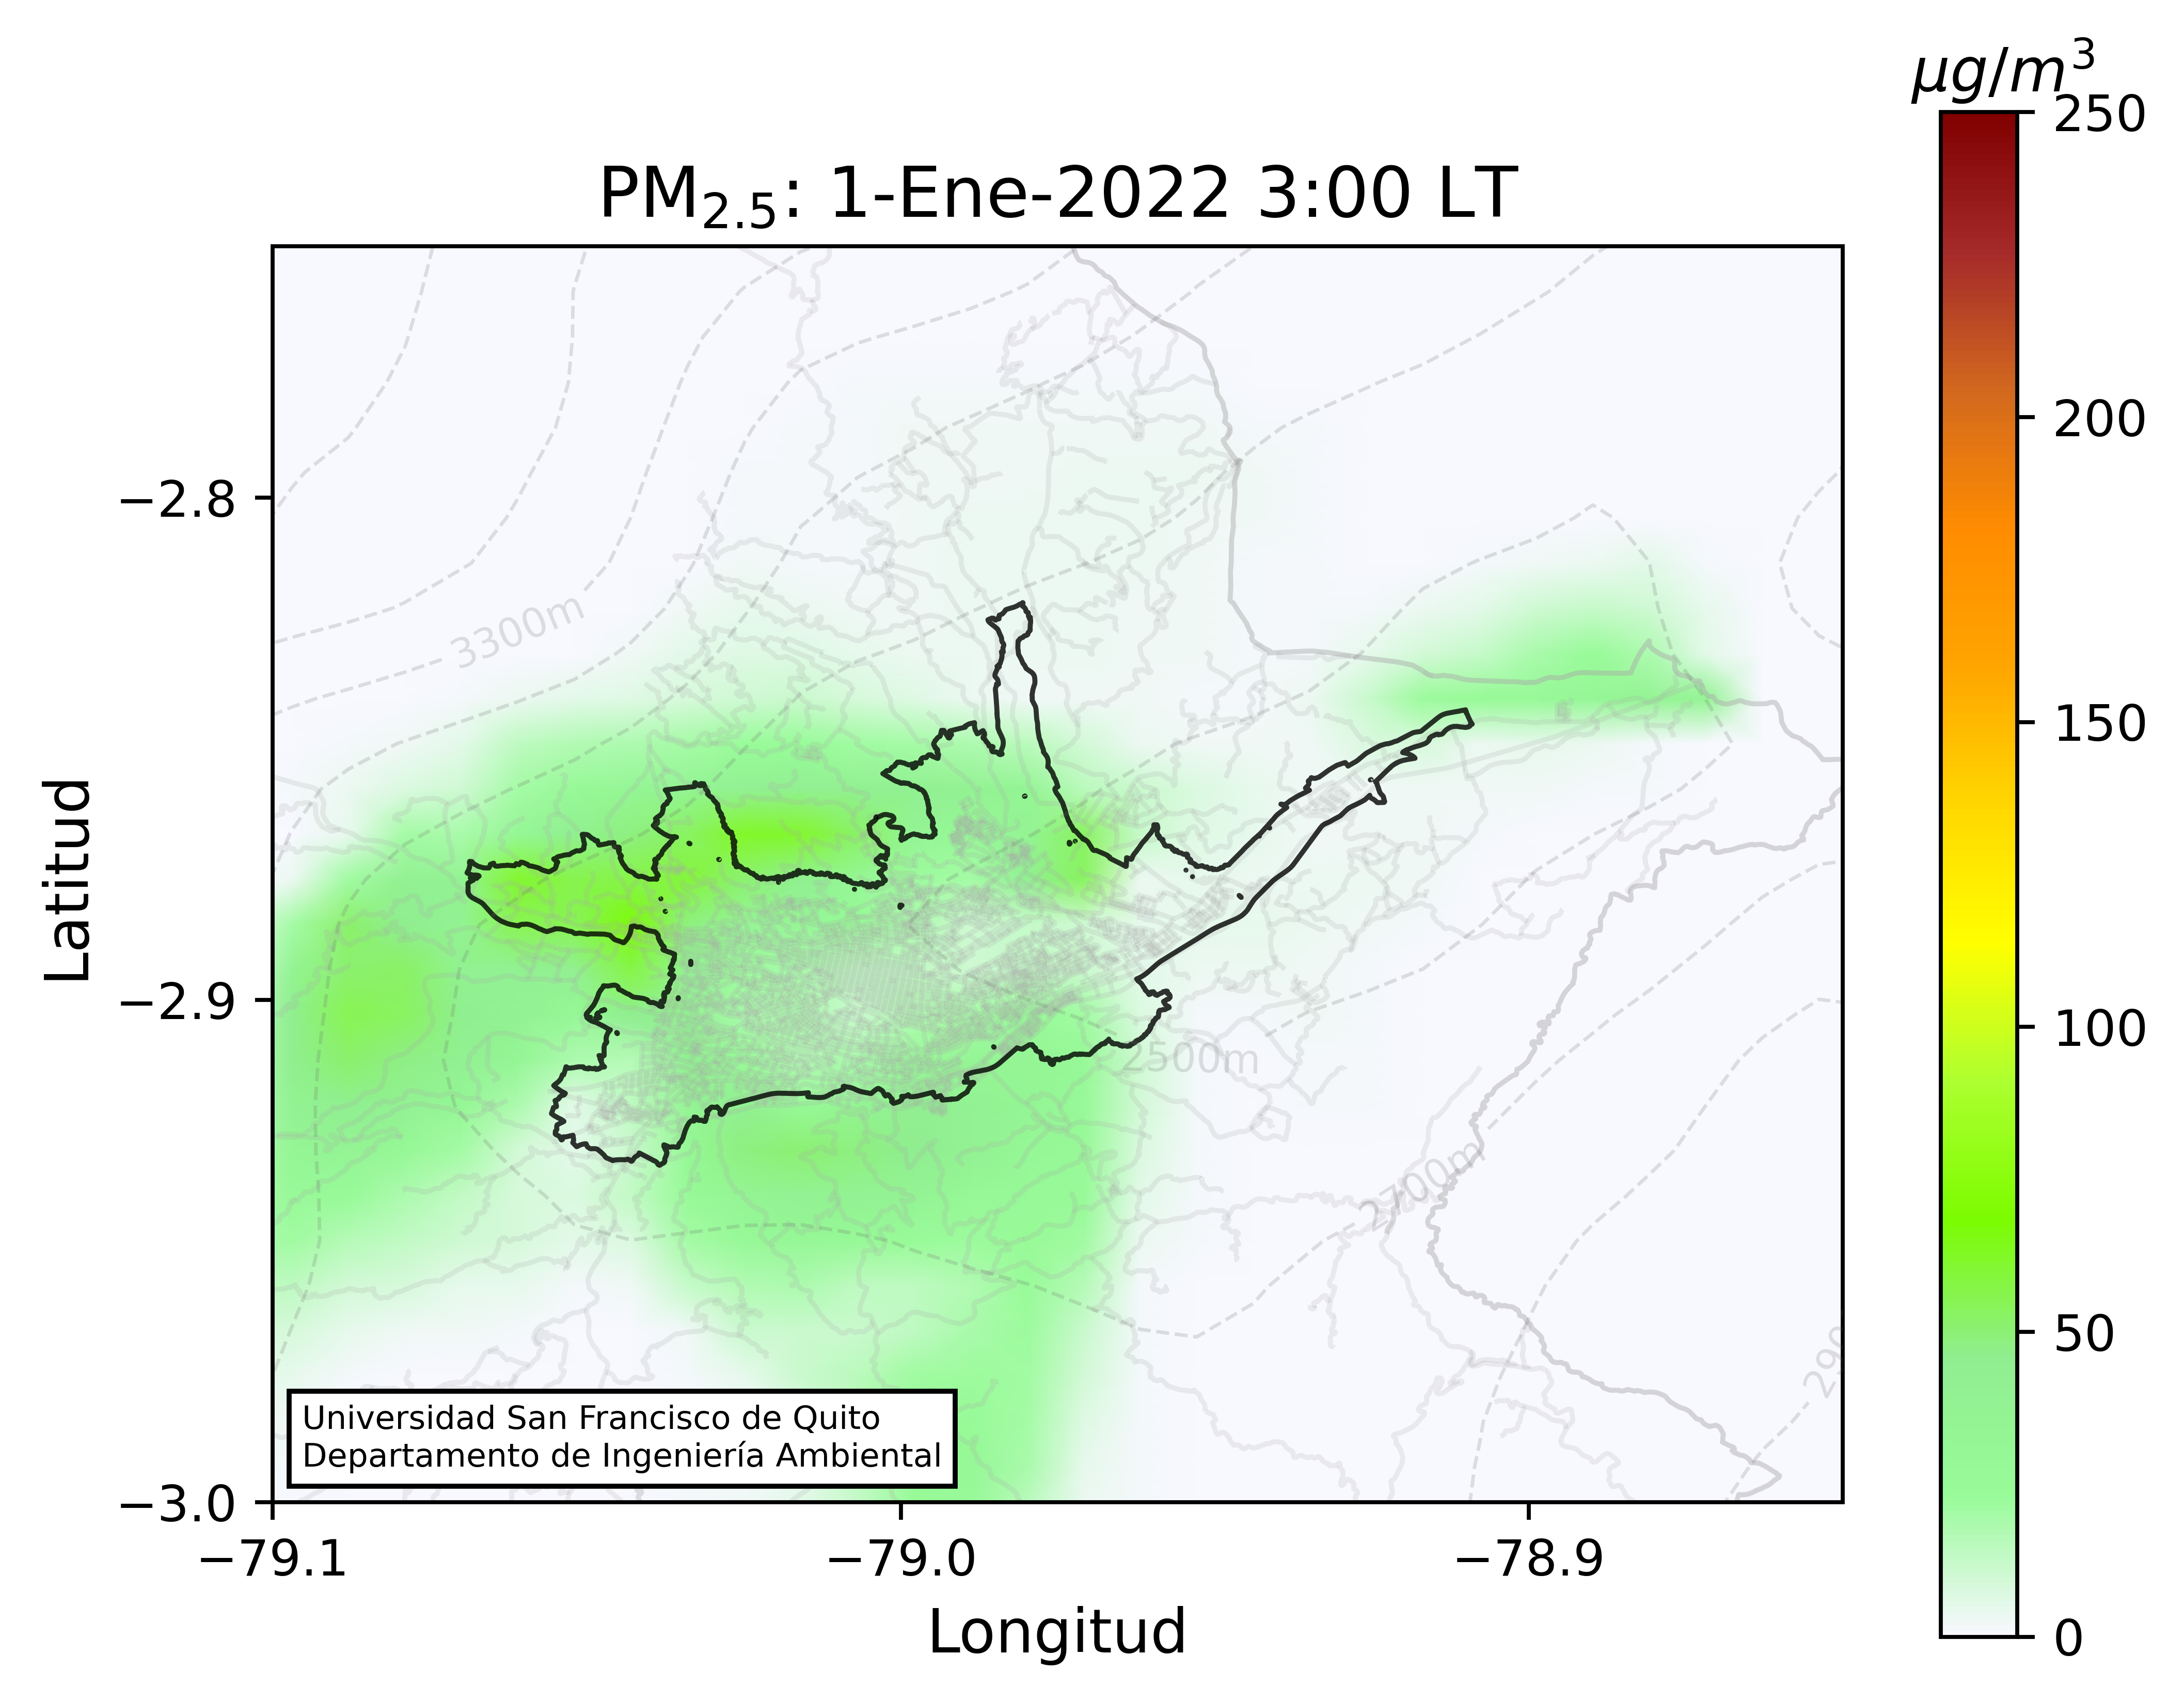 μg/m³
250
PM₂.₅: 1-Ene-2022 3:00 LT
200
−2.8
3300m
150
Latitud
−2.9
100
2500m
2700m
50
Universidad San Francisco de Quito
Departamento de Ingeniería Ambiental
−3.0
0
−79.1
−79.0
−78.9
Longitud